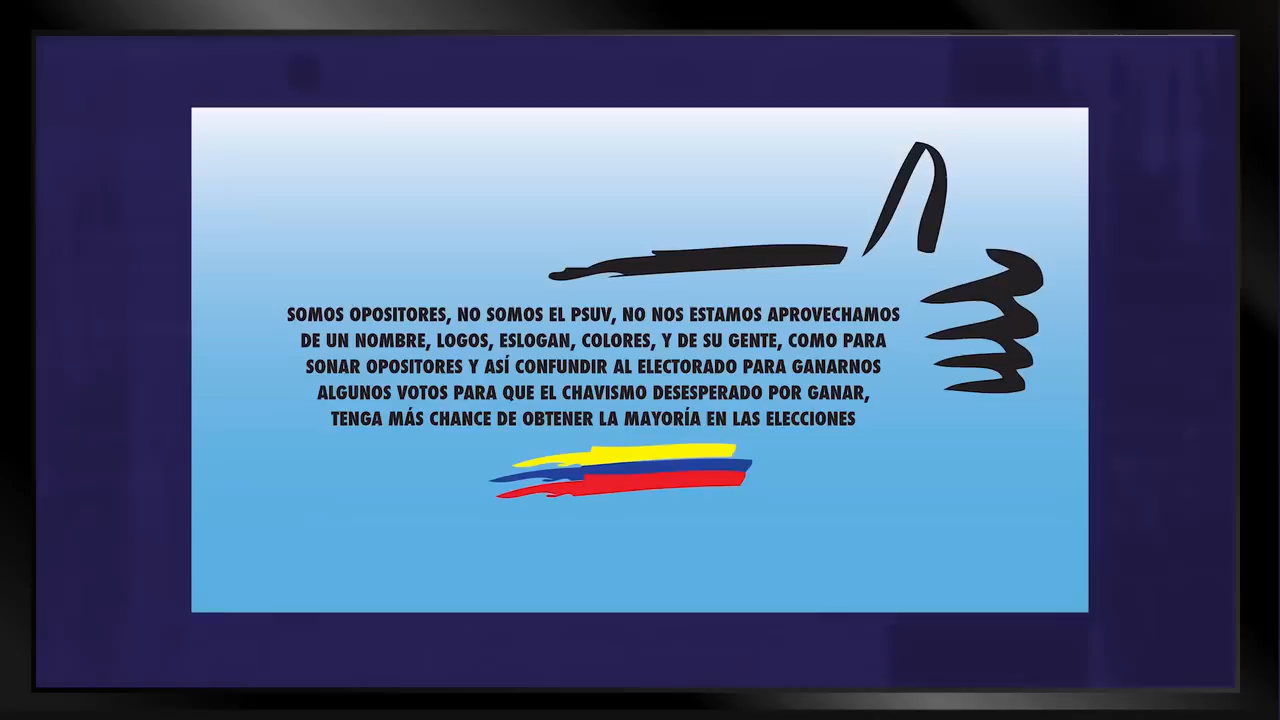 SOMOS OPOSITORES, NO SOMOS EL PSUV, NO NOS ESTAMOS APROVECHAMOS
DE UN NOMBRE, LOGOS, ESLOGAN, COLORES, Y DE SU GENTE, COMO PARA
SONAR OPOSITORES Y ASÍ CONFUNDIR AL ELECTORADO PARA GANARNOS
ALGUNOS VOTOS PARA QUE EL CHAVISMO DESESPERADO POR GANAR,
TENGA MÁS CHANCE DE OBTENER LA MAYORÍA EN LAS ELECCIONES